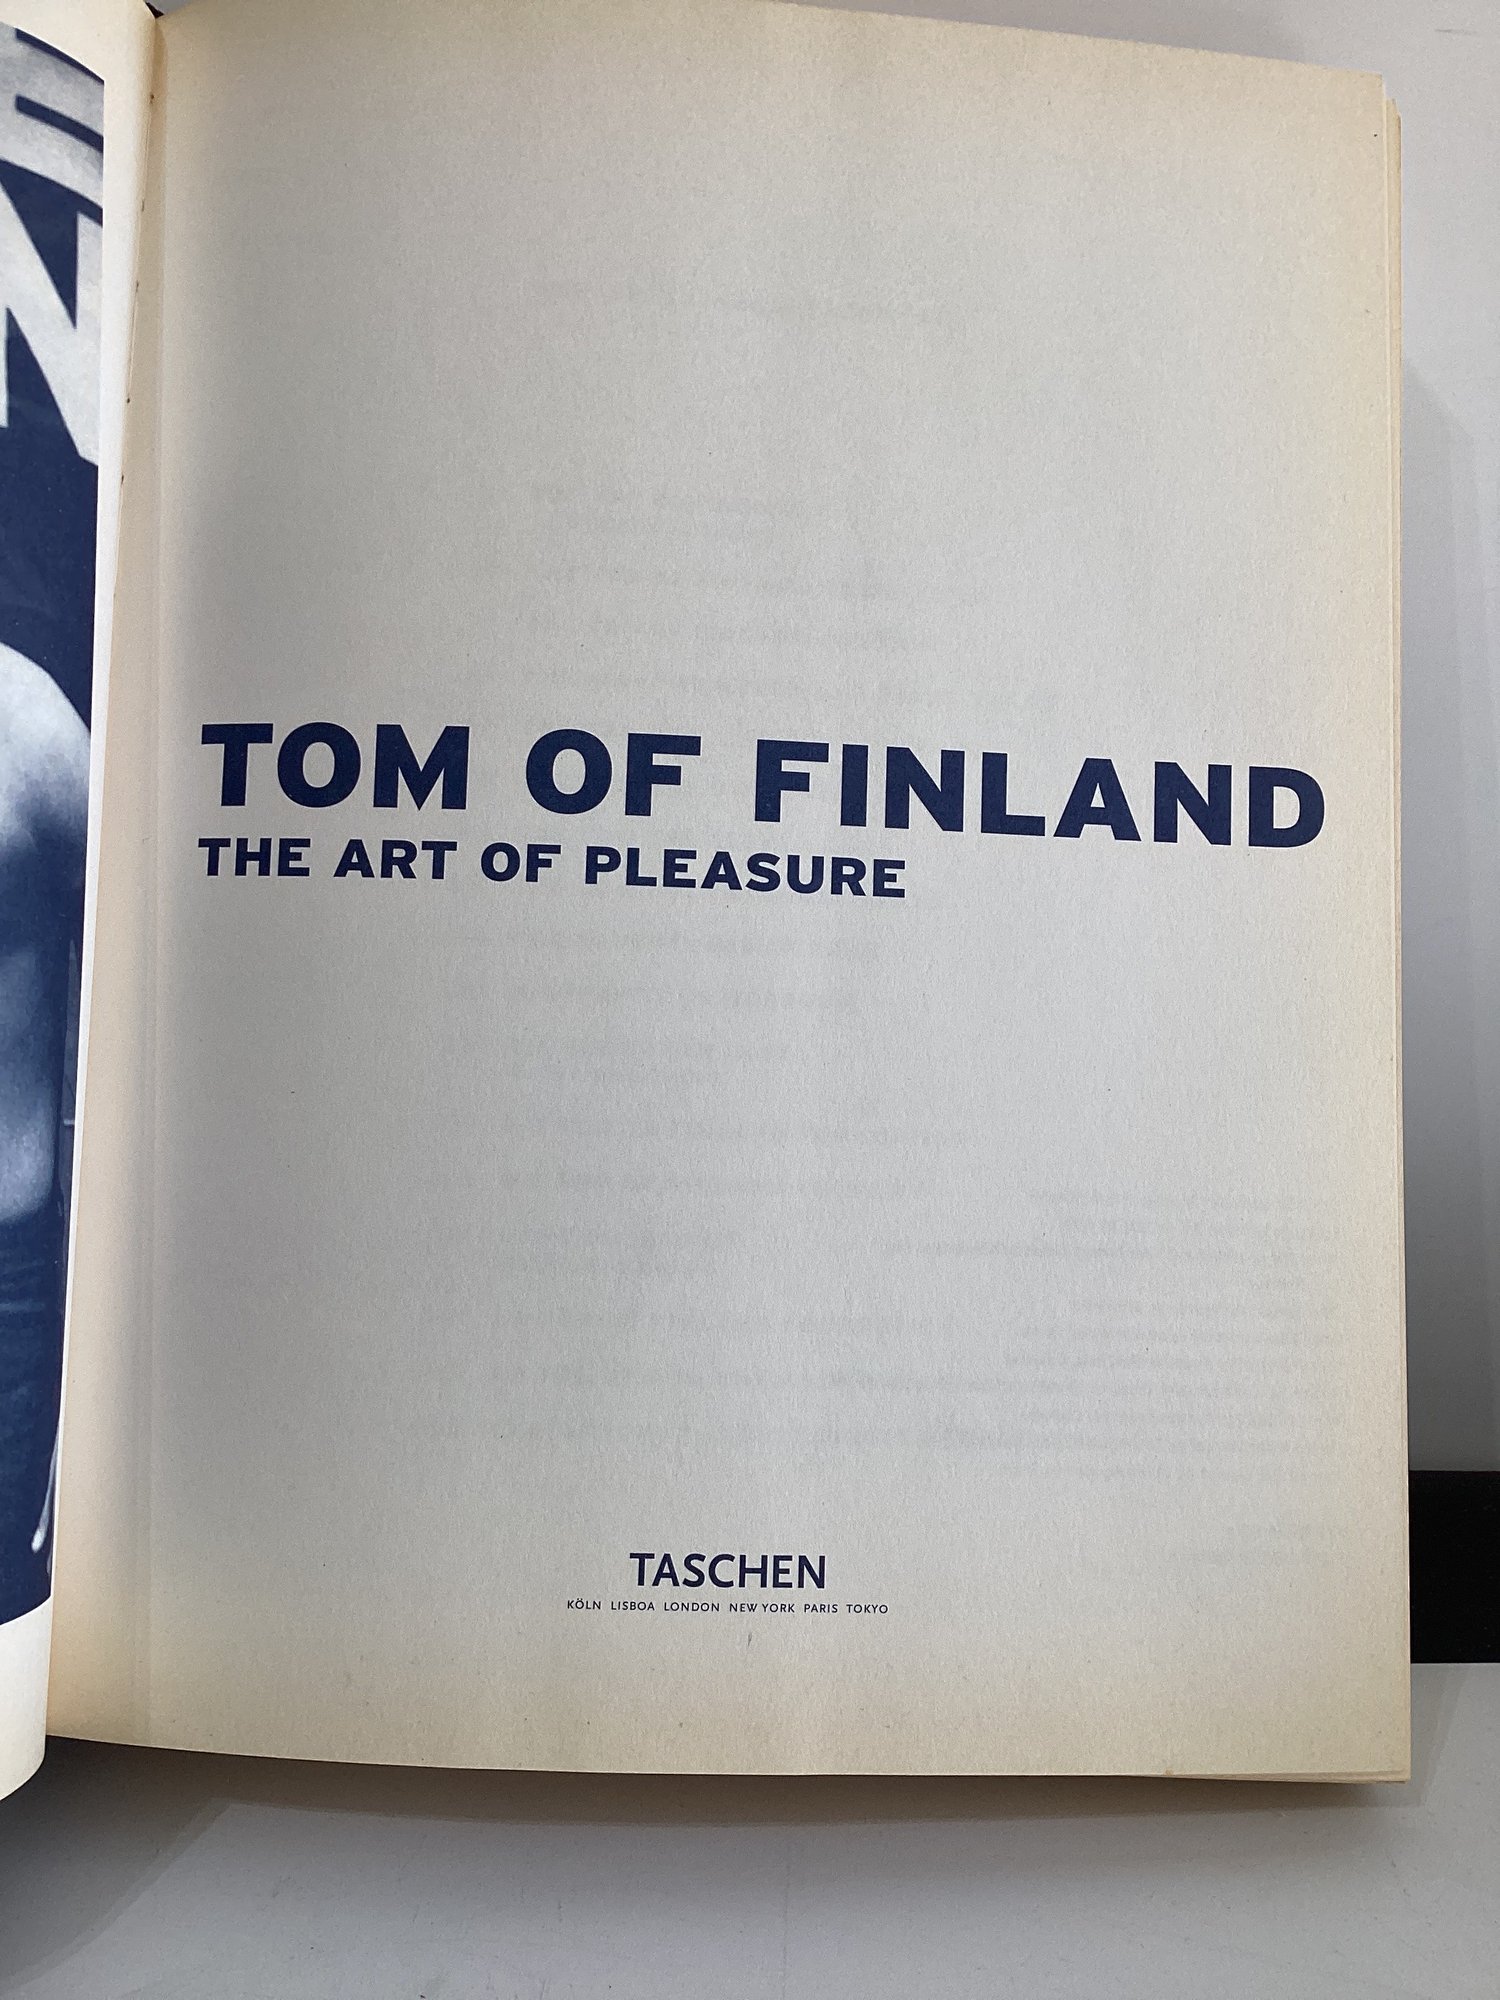 TOM OF FINLAND
THE ART OF PLEASURE
TASCHEN
KÖLN LISBOA LONDON NEW YORK PARIS TOKYO